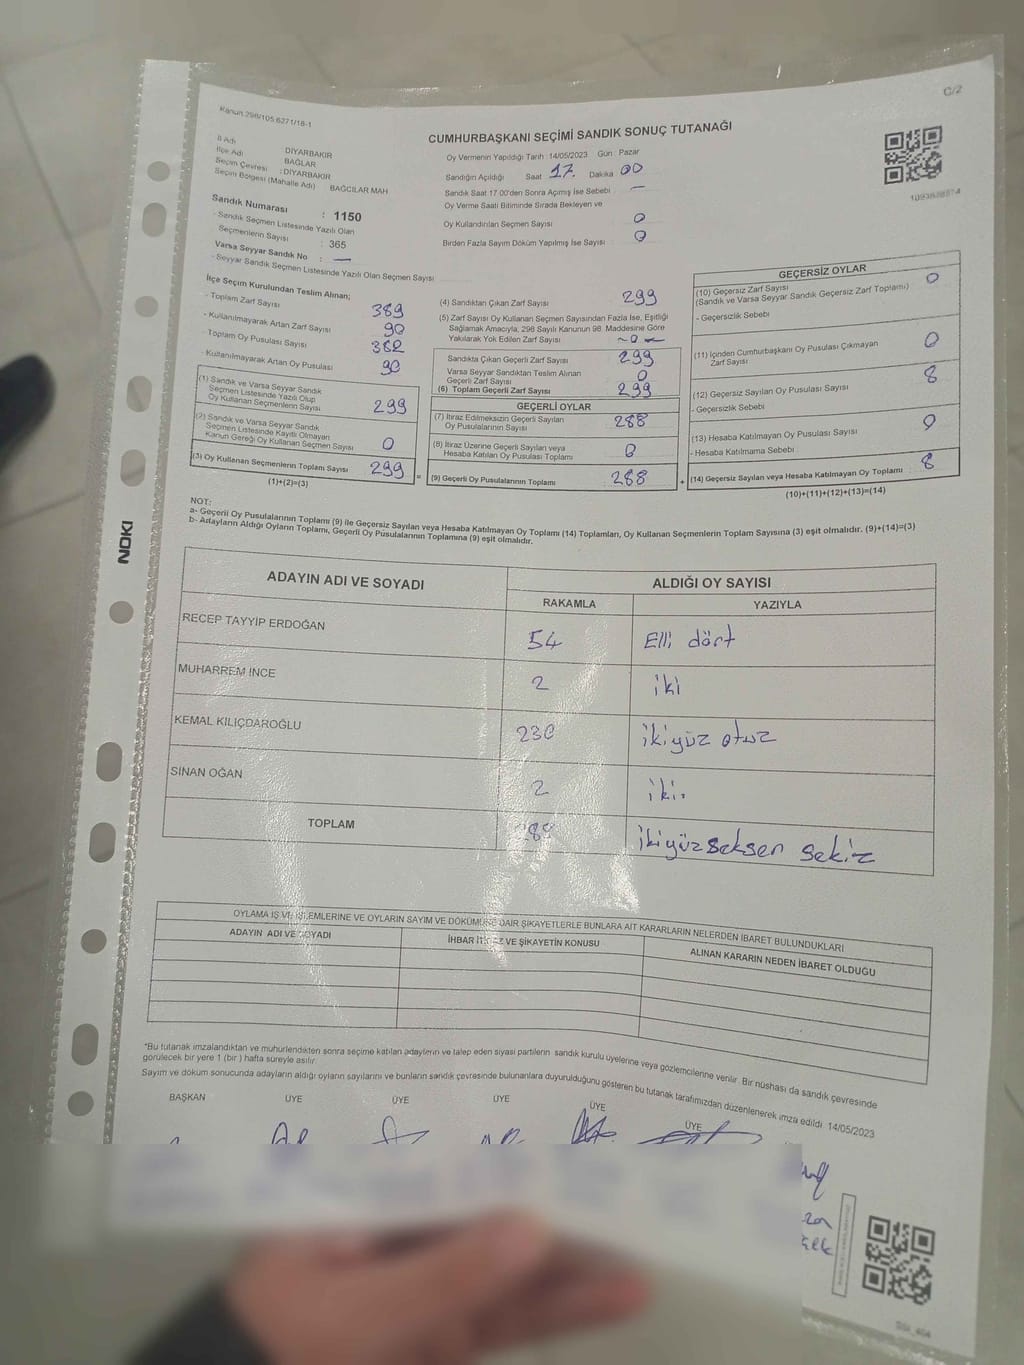 C/2
Kanun 298/105.6271/18-1
CUMHURBAŞKANI SEÇİMİ SANDIK SONUÇ TUTANAĞI
İl Adı DİYARBAKIR
İlçe Adı BAĞLAR
Seçim Çevresi : DİYARBAKIR
Seçim Bölgesi (Mahalle Adı) BAĞCILAR MAH
Sandık Numarası : 1150
- Sandık Seçmen Listesinde Yazılı Olan
Seçmenlerin Sayısı : 365
Varsa Seyyar Sandık No : —
- Seyyar Sandık Seçmen Listesinde Yazılı Olan Seçmen Sayısı
Oy Vermenin Yapıldığı Tarih :14/05/2023 Gün : Pazar
Sandığın Açıldığı Saat 17. Dakika 00
Sandık Saat 17.00'den Sonra Açılmış İse Sebebi —
Oy Verme Saati Bitiminde Sırada Bekleyen ve
Oy Kullandırılan Seçmen Sayısı 0
Birden Fazla Sayım Döküm Yapılmış İse Sayısı 0
İlçe Seçim Kurulundan Teslim Alınan;
- Toplam Zarf Sayısı 389
- Kullanılmayarak Artan Zarf Sayısı 90
- Toplam Oy Pusulası Sayısı 382
- Kullanılmayarak Artan Oy Pusulası 90
(1) Sandık ve Varsa Seyyar Sandık
Seçmen Listesinde Yazılı Olup
Oy Kullanan Seçmenlerin Sayısı 299
(2) Sandık ve Varsa Seyyar Sandık
Seçmen Listesinde Kayıtlı Olmayan
Kanun Gereği Oy Kullanan Seçmen Sayısı 0
(3) Oy Kullanan Seçmenlerin Toplam Sayısı 299 =
(1)+(2)=(3)
(4) Sandıktan Çıkan Zarf Sayısı 299
(5) Zarf Sayısı Oy Kullanan Seçmen Sayısından Fazla İse, Eşitliği
Sağlamak Amacıyla, 298 Sayılı Kanunun 98. Maddesine Göre
Yakılarak Yok Edilen Zarf Sayısı ~0~
Sandıkta Çıkan Geçerli Zarf Sayısı 299
Varsa Seyyar Sandıktan Teslim Alınan
Geçerli Zarf Sayısı 0
(6) Toplam Geçerli Zarf Sayısı 299
GEÇERLİ OYLAR
(7) İtiraz Edilmeksizin Geçerli Sayılan
Oy Pusulalarının Sayısı 288
(8) İtiraz Üzerine Geçerli Sayılan veya
Hesaba Katılan Oy Pusulası Toplamı 0
(9) Geçerli Oy Pusulalarının Toplamı 288 +
GEÇERSİZ OYLAR
(10) Geçersiz Zarf Sayısı
(Sandık ve Varsa Seyyar Sandık Geçersiz Zarf Toplamı) 0
- Geçersizlik Sebebi
(11) İçinden Cumhurbaşkanı Oy Pusulası Çıkmayan
Zarf Sayısı 0
(12) Geçersiz Sayılan Oy Pusulası Sayısı 8
- Geçersizlik Sebebi
(13) Hesaba Katılmayan Oy Pusulası Sayısı 0
- Hesaba Katılmama Sebebi
(14) Geçersiz Sayılan veya Hesaba Katılmayan Oy Toplamı 8
(10)+(11)+(12)+(13)=(14)
NOT:
a- Geçerli Oy Pusulalarının Toplamı (9) ile Geçersiz Sayılan veya Hesaba Katılmayan Oy Toplamı (14) Toplamları, Oy Kullanan Seçmenlerin Toplam Sayısına (3) eşit olmalıdır. (9)+(14)=(3)
b- Adayların Aldığı Oyların Toplamı, Geçerli Oy Pusulalarının Toplamına (9) eşit olmalıdır.
NOKI
ADAYIN ADI VE SOYADI ALDIĞI OY SAYISI
RAKAMLA YAZIYLA
RECEP TAYYİP ERDOĞAN 54 Elli dört
MUHARREM İNCE 2 iki
KEMAL KILIÇDAROĞLU 230 ikiyüz otuz
SİNAN OĞAN 2 iki.
TOPLAM 288 ikiyüzseksen sekiz
OYLAMA İŞ VE İŞLEMLERİNE VE OYLARIN SAYIM VE DÖKÜMÜNE DAİR ŞİKAYETLERLE BUNLARA AİT KARARLARIN NELERDEN İBARET BULUNDUKLARI
ADAYIN ADI VE SOYADI İHBAR İTİRAZ VE ŞİKAYETİN KONUSU ALINAN KARARIN NEDEN İBARET OLDUĞU
*Bu tutanak imzalandıktan ve mühürlendikten sonra seçime katılan adayların ve talep eden siyasi partilerin sandık kurulu üyelerine veya gözlemcilerine verilir. Bir nüshası da sandık çevresinde
görülecek bir yere 1 (bir) hafta süreyle asılır.
Sayım ve döküm sonucunda adayların aldığı oyların sayılarını ve bunların sandık çevresinde bulunanlara duyurulduğunu gösteren bu tutanak tarafımızdan düzenlenerek imza edildi. 14/05/2023
BAŞKAN ÜYE ÜYE ÜYE ÜYE ÜYE